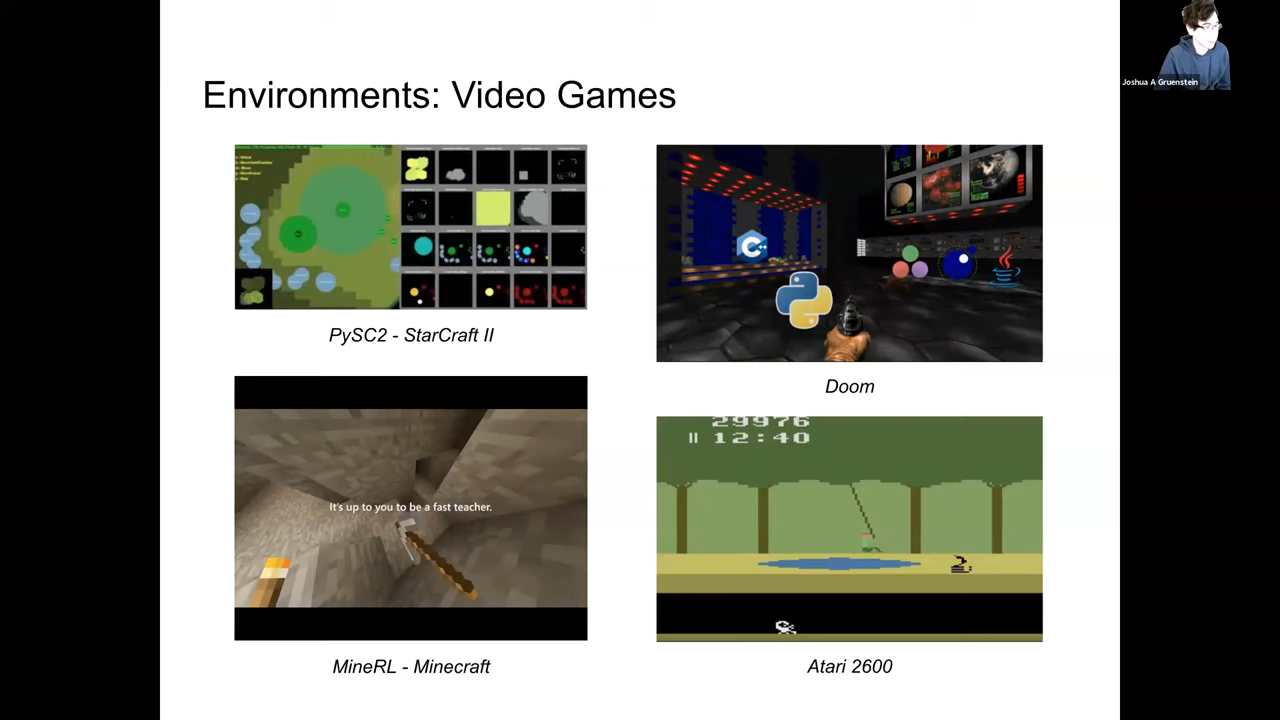 Joshua A Gruenstein
Environments: Video Games
PySC2 - StarCraft II
Doom
It's up to you to be a fast teacher.
29976
12:40
MineRL - Minecraft
Atari 2600